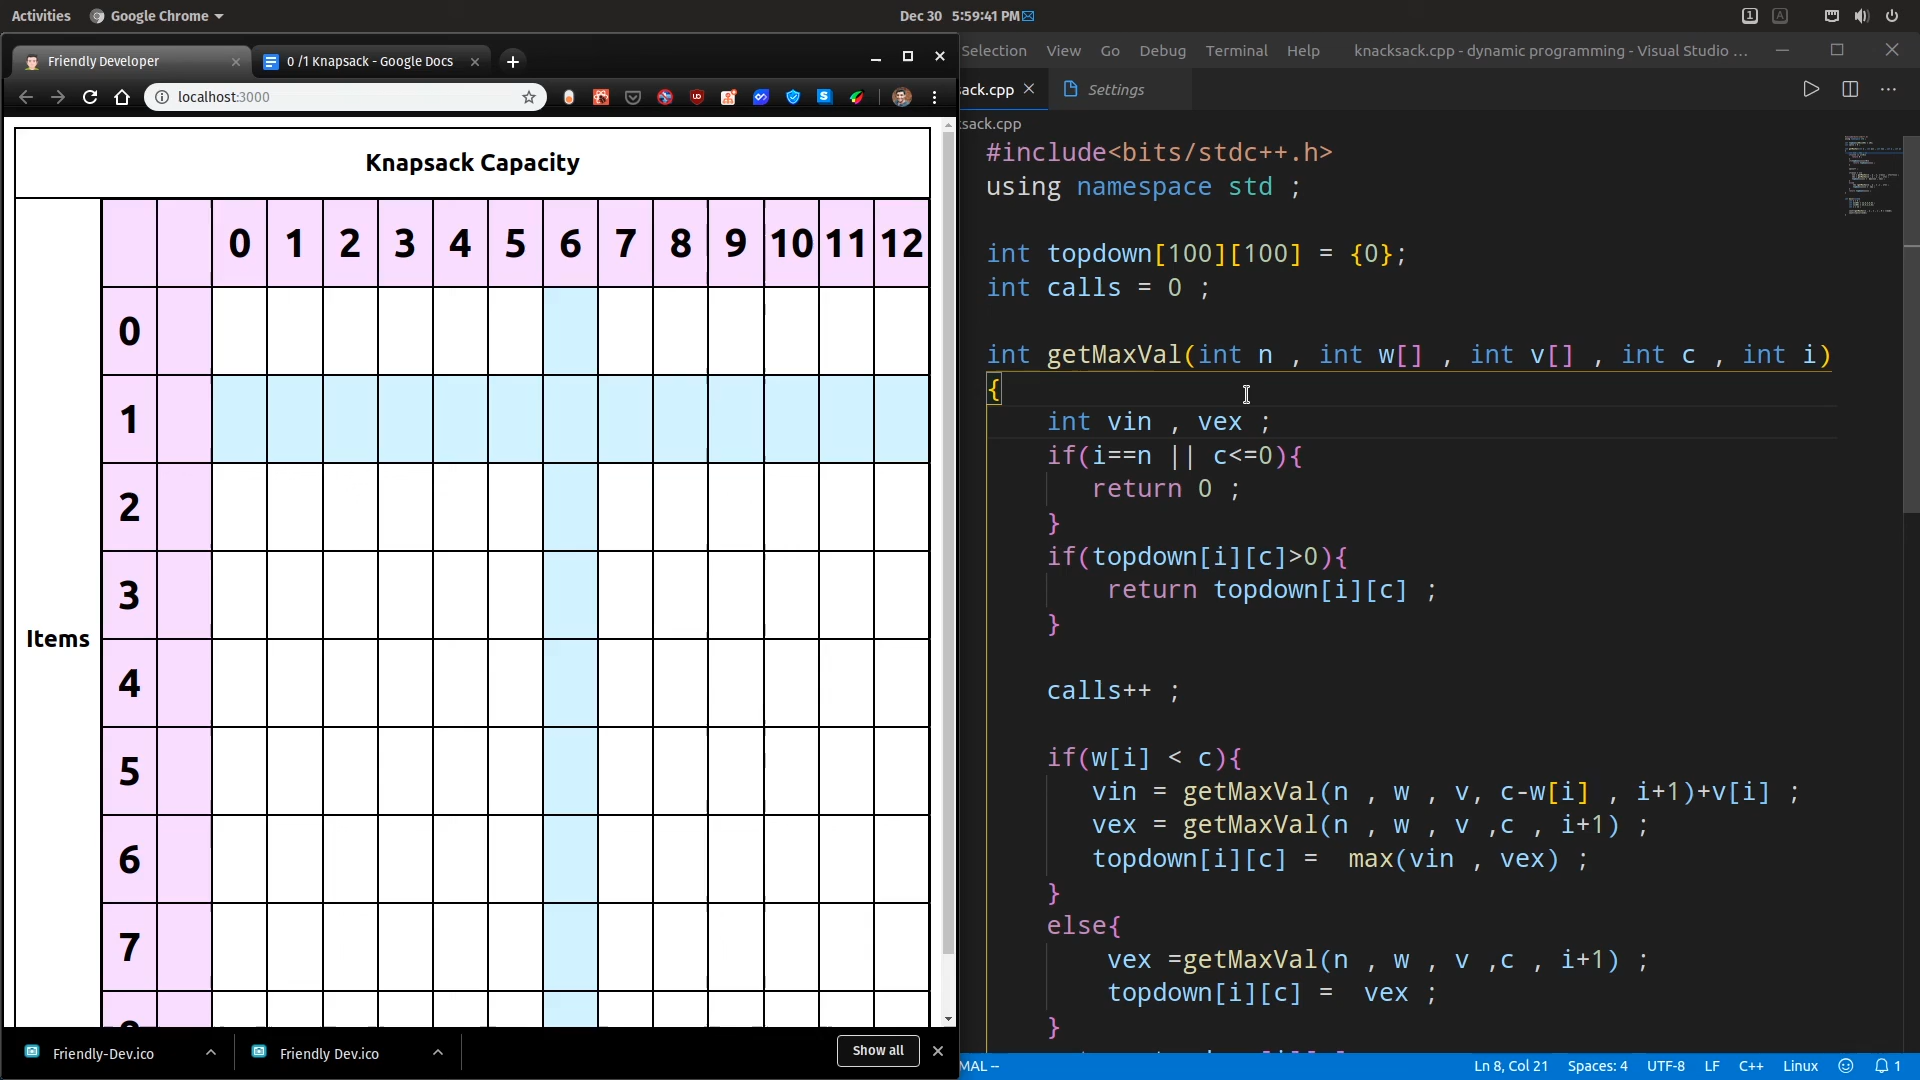 Activities Google Chrome Dec 30 5:59:41 PM 1 A
Friendly Developer 0 /1 Knapsack - Google Docs
localhost:3000
Knapsack Capacity
0 1 2 3 4 5 6 7 8 9 10 11 12
0
1
2
3
4
5
6
7
Items
Friendly-Dev.ico Friendly Dev.ico Show all
Selection View Go Debug Terminal Help knacksack.cpp - dynamic programming - Visual Studio ...
ack.cpp Settings
sack.cpp
#include<bits/stdc++.h>
using namespace std ;
int topdown[100][100] = {0};
int calls = 0 ;
int getMaxVal(int n , int w[] , int v[] , int c , int i)
{
int vin , vex ;
if(i==n || c<=0){
return 0 ;
}
if(topdown[i][c]>0){
return topdown[i][c] ;
}
calls++ ;
if(w[i] < c){
vin = getMaxVal(n , w , v, c-w[i] , i+1)+v[i] ;
vex = getMaxVal(n , w , v ,c , i+1) ;
topdown[i][c] = max(vin , vex) ;
}
else{
vex =getMaxVal(n , w , v ,c , i+1) ;
topdown[i][c] = vex ;
}
MAL -- Ln 8, Col 21 Spaces: 4 UTF-8 LF C++ Linux 1